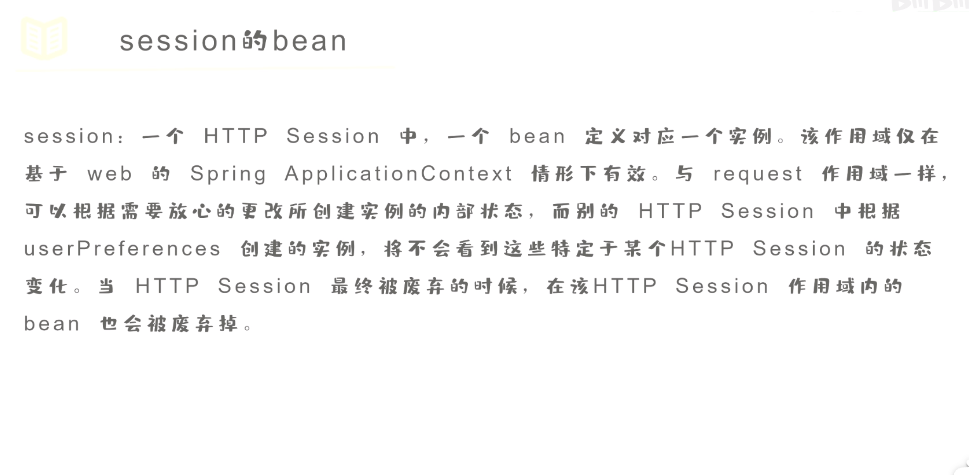 session的bean
session：一个 HTTP Session 中，一个 bean 定义对应一个实例。该作用域仅在
基于 web 的 Spring ApplicationContext 情形下有效。与 request 作用域一样，
可以根据需要放心的更改所创建实例的内部状态，而别的 HTTP Session 中根据
userPreferences 创建的实例，将不会看到这些特定于某个HTTP Session 的状态
变化。当 HTTP Session 最终被废弃的时候，在该HTTP Session 作用域内的
bean 也会被废弃掉。